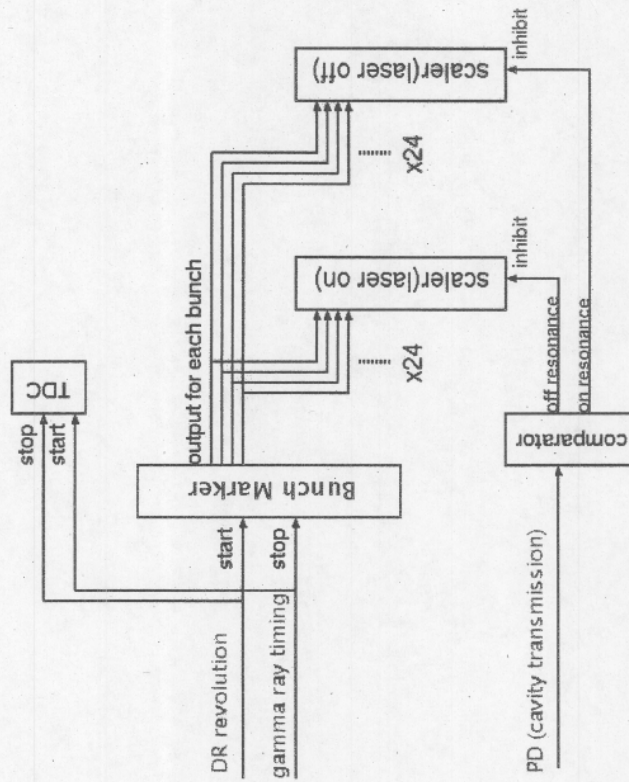 TDC
stop
start
output for each bunch
Bunch Marker
start
stop
DR revolution
gamma ray timing
scaler(laser on)
x24
inhibit
scaler(laser off)
x24
inhibit
off resonance
on resonance
comparator
PD (cavity transmission)